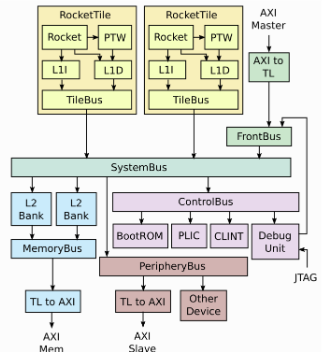 RocketTile
RocketTile
AXI
Master
Rocket
PTW
Rocket
PTW
AXI to
TL
L1I
L1D
L1I
L1D
TileBus
TileBus
FrontBus
SystemBus
L2
Bank
L2
Bank
ControlBus
BootROM
PLIC
CLINT
Debug
Unit
MemoryBus
PeripheryBus
JTAG
TL to AXI
TL to AXI
Other
Device
AXI
Mem
AXI
Slave